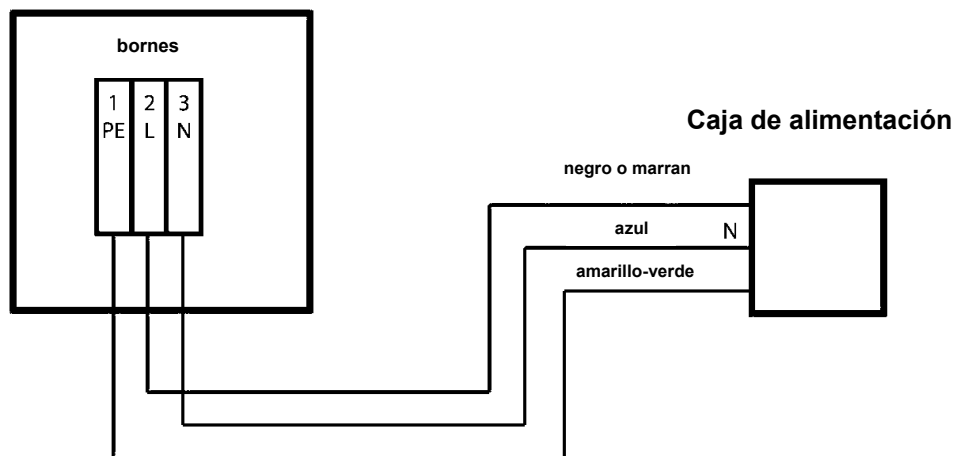 bornes
1 2 3
PE L N
Caja de alimentación
negro o marran
azul N
amarillo-verde